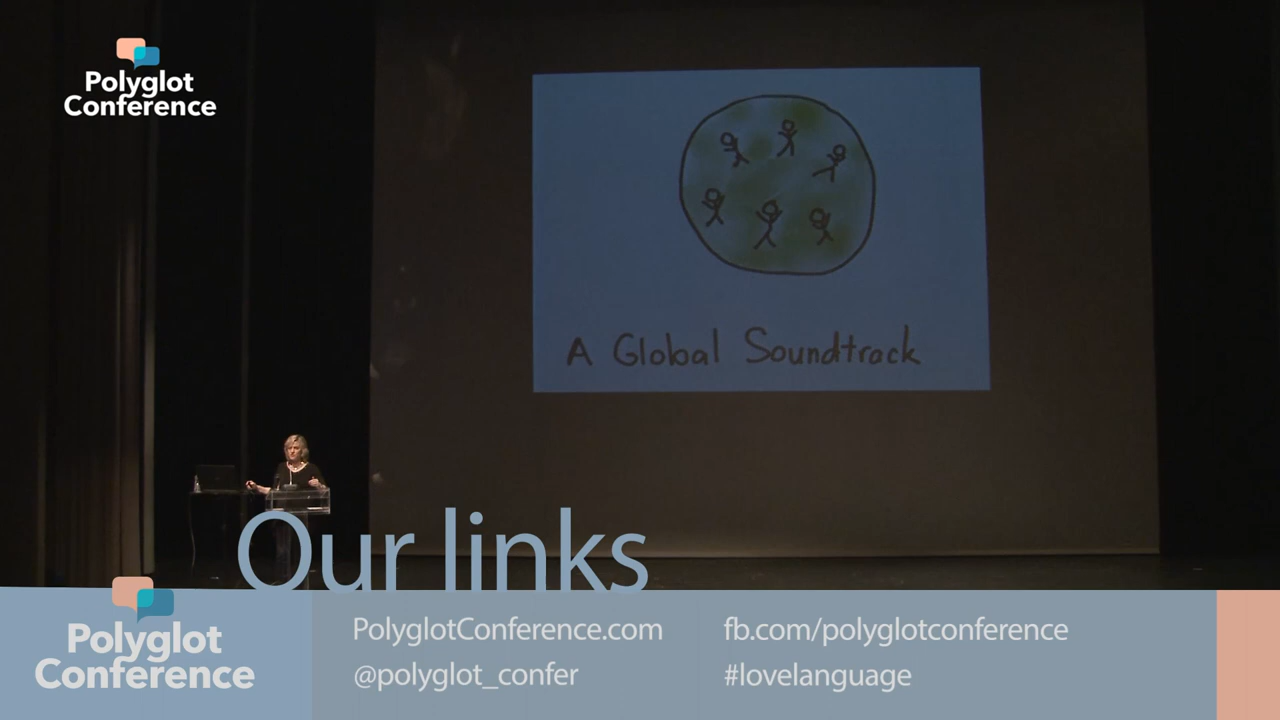 Polyglot
Conference
A Global Soundtrack
Our links
Polyglot
Conference
PolyglotConference.com
@polyglot_confer
fb.com/polyglotconference
#lovelanguage